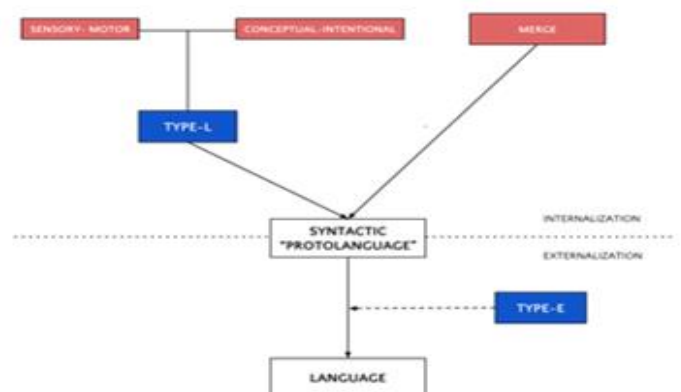 SENSORY- MOTOR
CONCEPTUAL-INTENTIONAL
MERGE
TYPE-L
SYNTACTIC
"PROTOLANGUAGE"
INTERNALIZATION
EXTERNALIZATION
TYPE-E
LANGUAGE